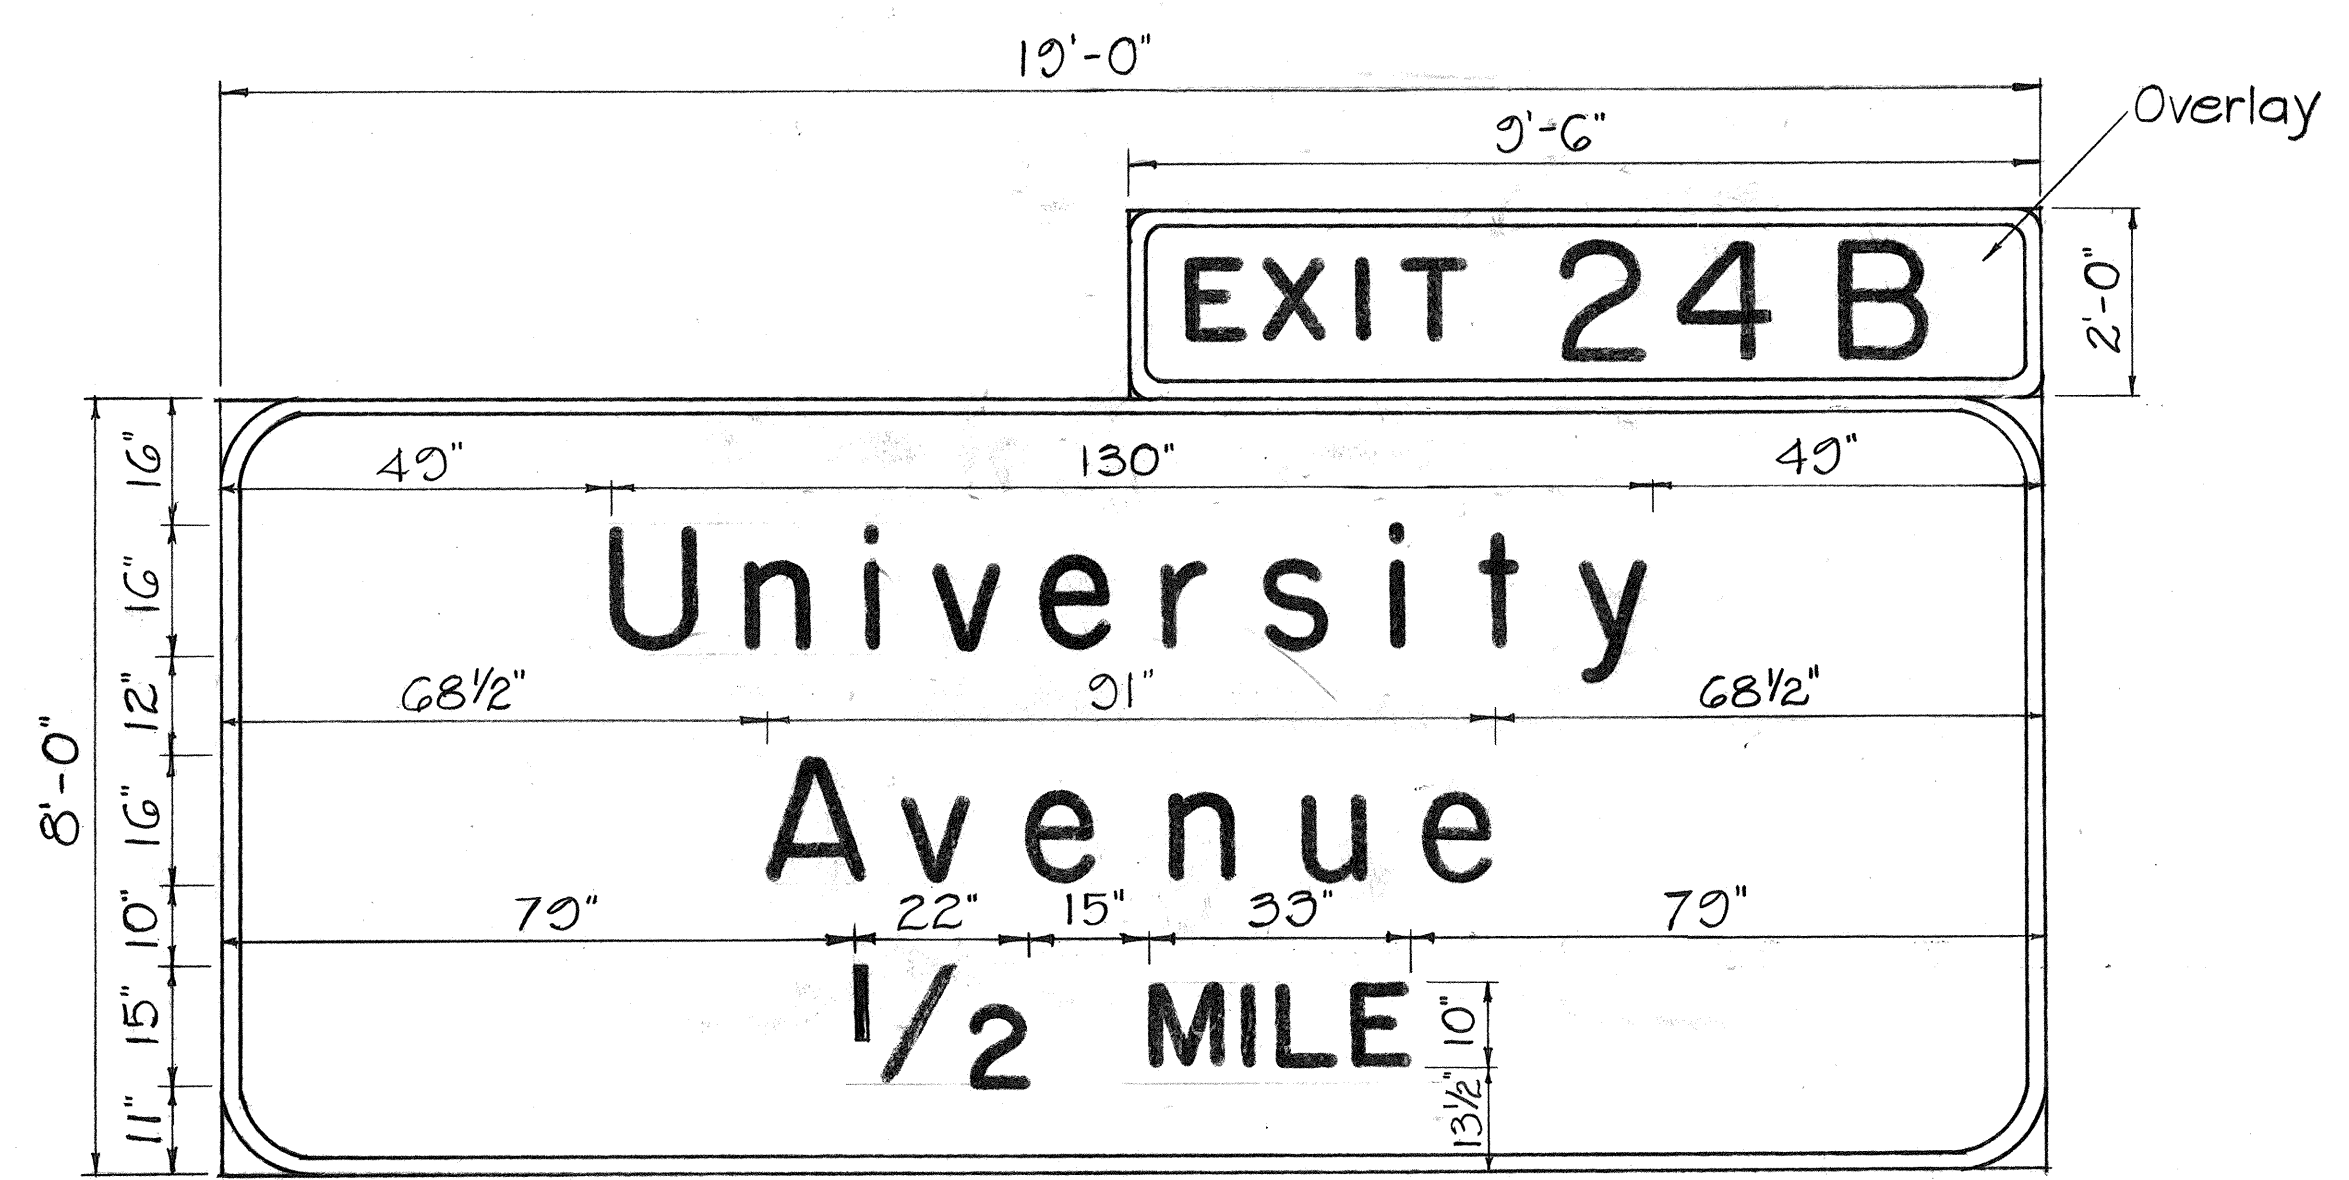 19'-0"
Overlay
9'-6"
EXIT 24 B
2'-0"
49" 130" 49"
16"
University
16"
68½" 91" 68½"
12"
8'-0"
Avenue
16"
79" 22" 15" 33" 79"
10"
1/2 MILE
15"
10"
13½"
11"